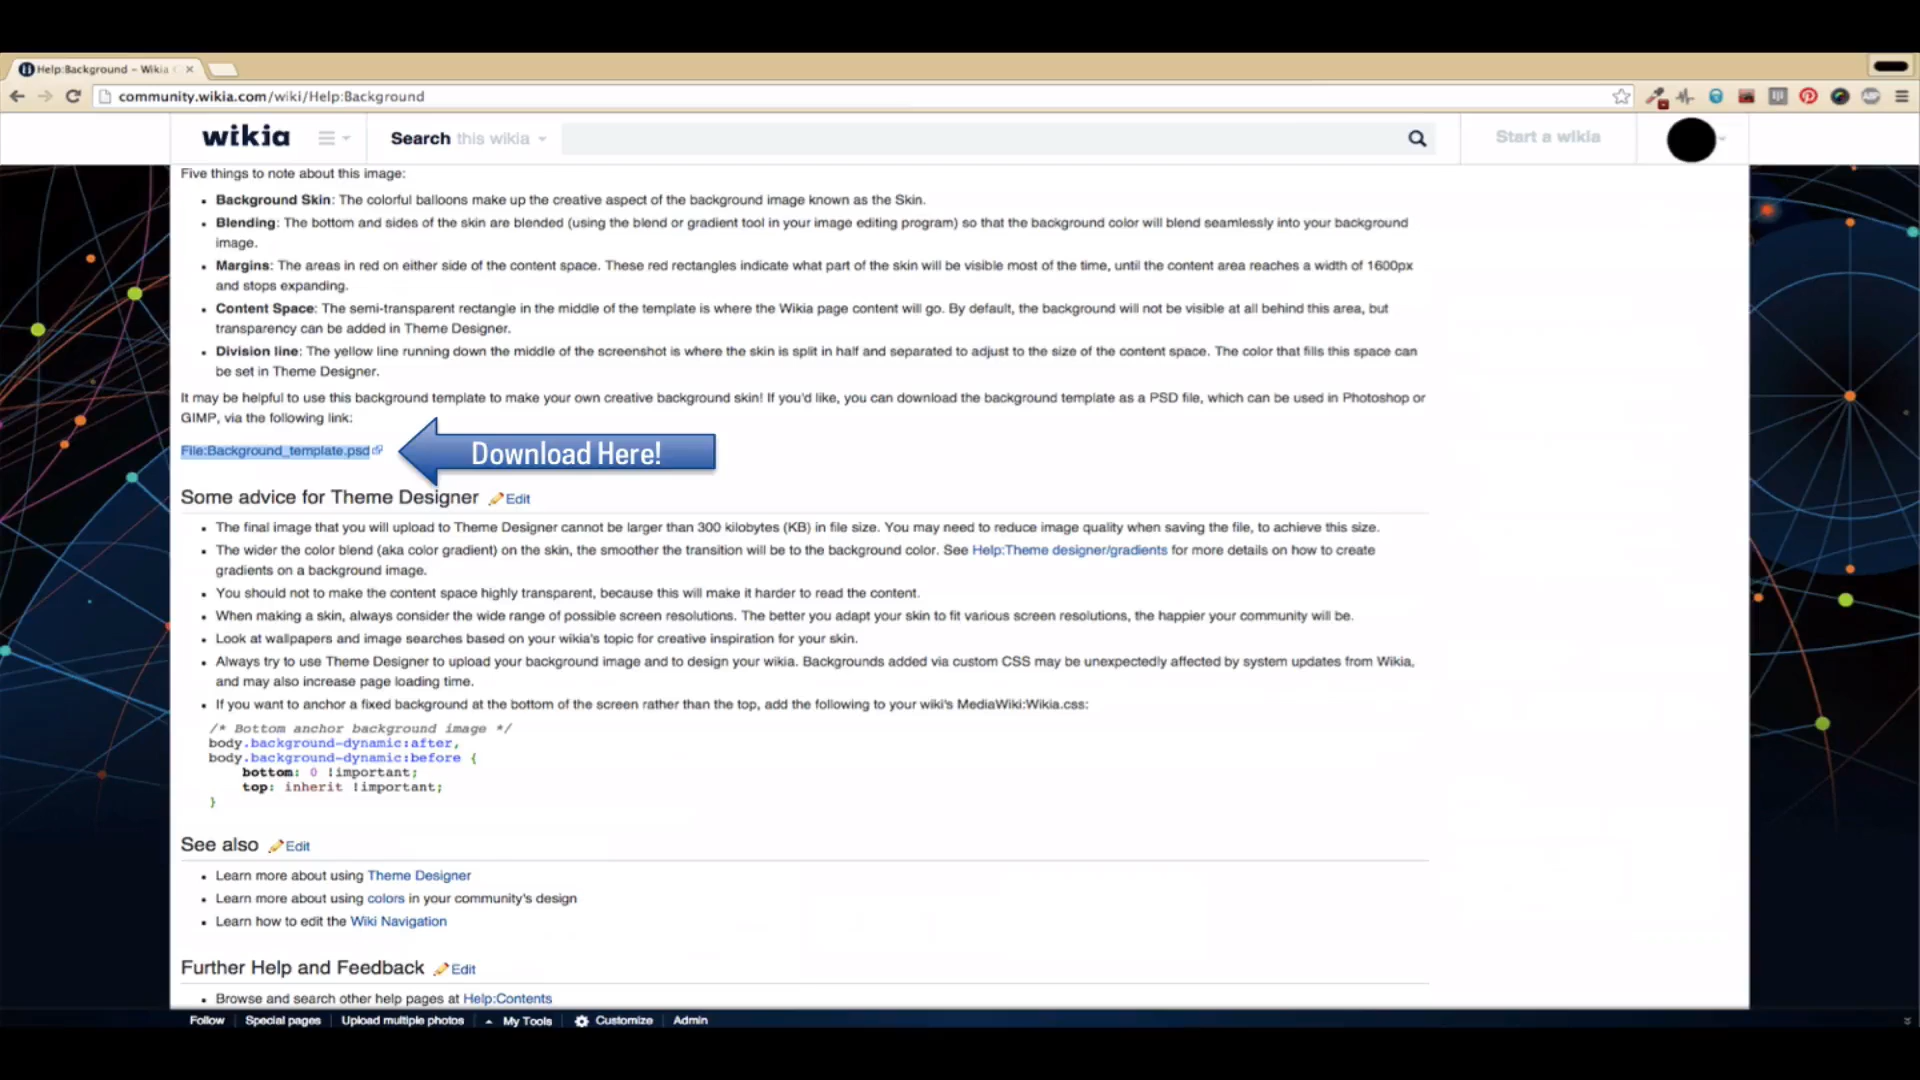 Help:Background – Wikia
community.wikia.com/wiki/Help:Background
wikia
Search this wikia
Start a wikia
Five things to note about this image:
Background Skin: The colorful balloons make up the creative aspect of the background image known as the Skin.
Blending: The bottom and sides of the skin are blended (using the blend or gradient tool in your image editing program) so that the background color will blend seamlessly into your background
image.
Margins: The areas in red on either side of the content space. These red rectangles indicate what part of the skin will be visible most of the time, until the content area reaches a width of 1600px
and stops expanding.
Content Space: The semi-transparent rectangle in the middle of the template is where the Wikia page content will go. By default, the background will not be visible at all behind this area, but
transparency can be added in Theme Designer.
Division line: The yellow line running down the middle of the screenshot is where the skin is split in half and separated to adjust to the size of the content space. The color that fills this space can
be set in Theme Designer.
It may be helpful to use this background template to make your own creative background skin! If you'd like, you can download the background template as a PSD file, which can be used in Photoshop or
GIMP, via the following link:
File:Background_template.psd
Download Here!
Some advice for Theme Designer Edit
The final image that you will upload to Theme Designer cannot be larger than 300 kilobytes (KB) in file size. You may need to reduce image quality when saving the file, to achieve this size.
The wider the color blend (aka color gradient) on the skin, the smoother the transition will be to the background color. See Help:Theme designer/gradients for more details on how to create
gradients on a background image.
You should not to make the content space highly transparent, because this will make it harder to read the content.
When making a skin, always consider the wide range of possible screen resolutions. The better you adapt your skin to fit various screen resolutions, the happier your community will be.
Look at wallpapers and image searches based on your wikia's topic for creative inspiration for your skin.
Always try to use Theme Designer to upload your background image and to design your wikia. Backgrounds added via custom CSS may be unexpectedly affected by system updates from Wikia,
and may also increase page loading time.
If you want to anchor a fixed background at the bottom of the screen rather than the top, add the following to your wiki's MediaWiki:Wikia.css:
/* Bottom anchor background image */
body.background-dynamic:after,
body.background-dynamic:before {
bottom: 0 !important;
top: inherit !important;
}
See also Edit
Learn more about using Theme Designer
Learn more about using colors in your community's design
Learn how to edit the Wiki Navigation
Further Help and Feedback Edit
Browse and search other help pages at Help:Contents
Follow Special pages Upload multiple photos My Tools Customize Admin